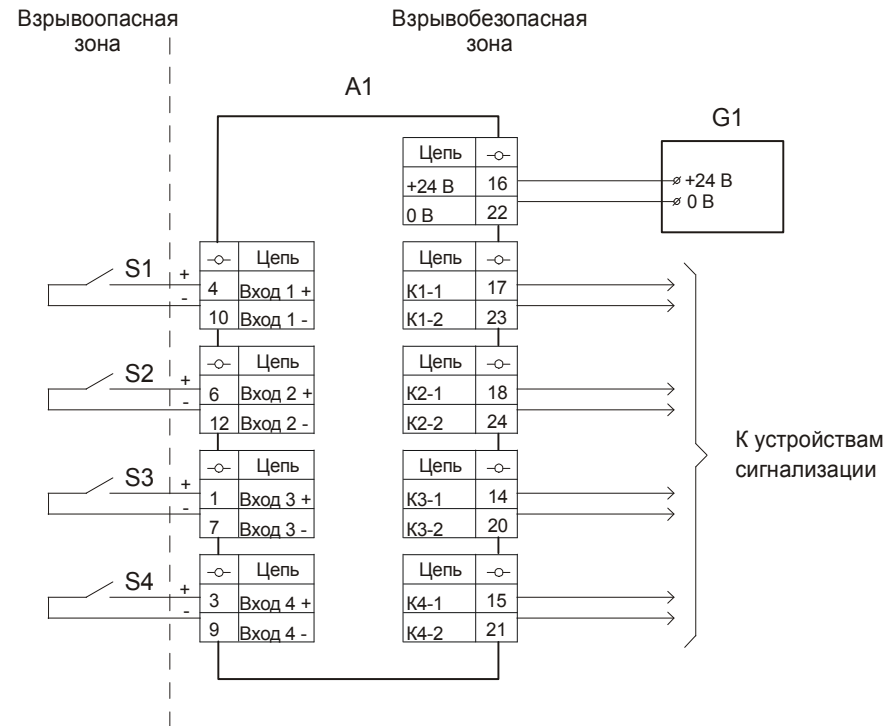 Взрывоопасная
зона
Взрывобезопасная
зона
A1
G1
Цепь
+24 В 16
0 В 22
+24 В
0 В
S1 + -
Цепь
4 Вход 1 +
10 Вход 1 -
Цепь
К1-1 17
К1-2 23
S2 + -
Цепь
6 Вход 2 +
12 Вход 2 -
Цепь
К2-1 18
К2-2 24
S3 + -
Цепь
1 Вход 3 +
7 Вход 3 -
Цепь
К3-1 14
К3-2 20
S4 + -
Цепь
3 Вход 4 +
9 Вход 4 -
Цепь
К4-1 15
К4-2 21
К устройствам
сигнализации